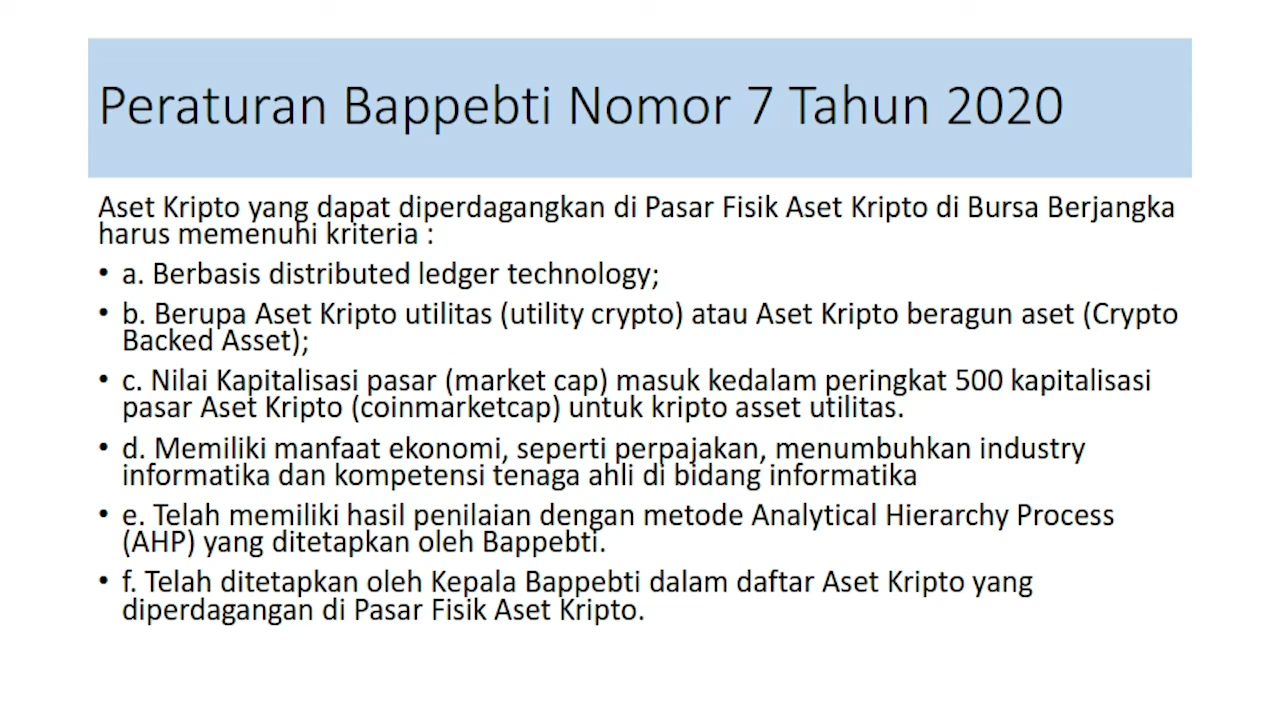 Peraturan Bappebti Nomor 7 Tahun 2020
Aset Kripto yang dapat diperdagangkan di Pasar Fisik Aset Kripto di Bursa Berjangka
harus memenuhi kriteria :
• a. Berbasis distributed ledger technology;
• b. Berupa Aset Kripto utilitas (utility crypto) atau Aset Kripto beragun aset (Crypto
Backed Asset);
• c. Nilai Kapitalisasi pasar (market cap) masuk kedalam peringkat 500 kapitalisasi
pasar Aset Kripto (coinmarketcap) untuk kripto asset utilitas.
• d. Memiliki manfaat ekonomi, seperti perpajakan, menumbuhkan industry
informatika dan kompetensi tenaga ahli di bidang informatika
• e. Telah memiliki hasil penilaian dengan metode Analytical Hierarchy Process
(AHP) yang ditetapkan oleh Bappebti.
• f. Telah ditetapkan oleh Kepala Bappebti dalam daftar Aset Kripto yang
diperdagangan di Pasar Fisik Aset Kripto.